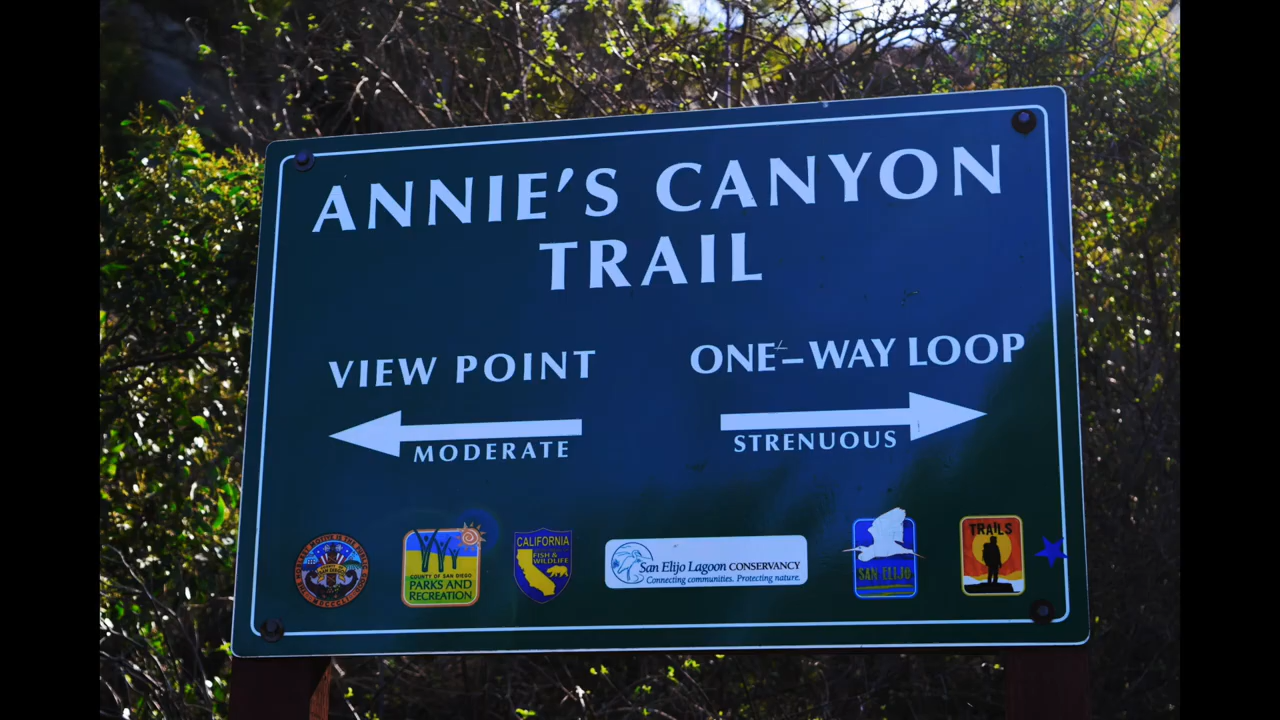 ANNIE'S CANYON
TRAIL
VIEW POINT
ONE-WAY LOOP
MODERATE
STRENUOUS
COUNTY OF SAN DIEGO
PARKS AND
RECREATION
CALIFORNIA
FISH &
WILDLIFE
San Elijo Lagoon CONSERVANCY
Connecting communities. Protecting nature.
SAN ELIJO
TRAILS